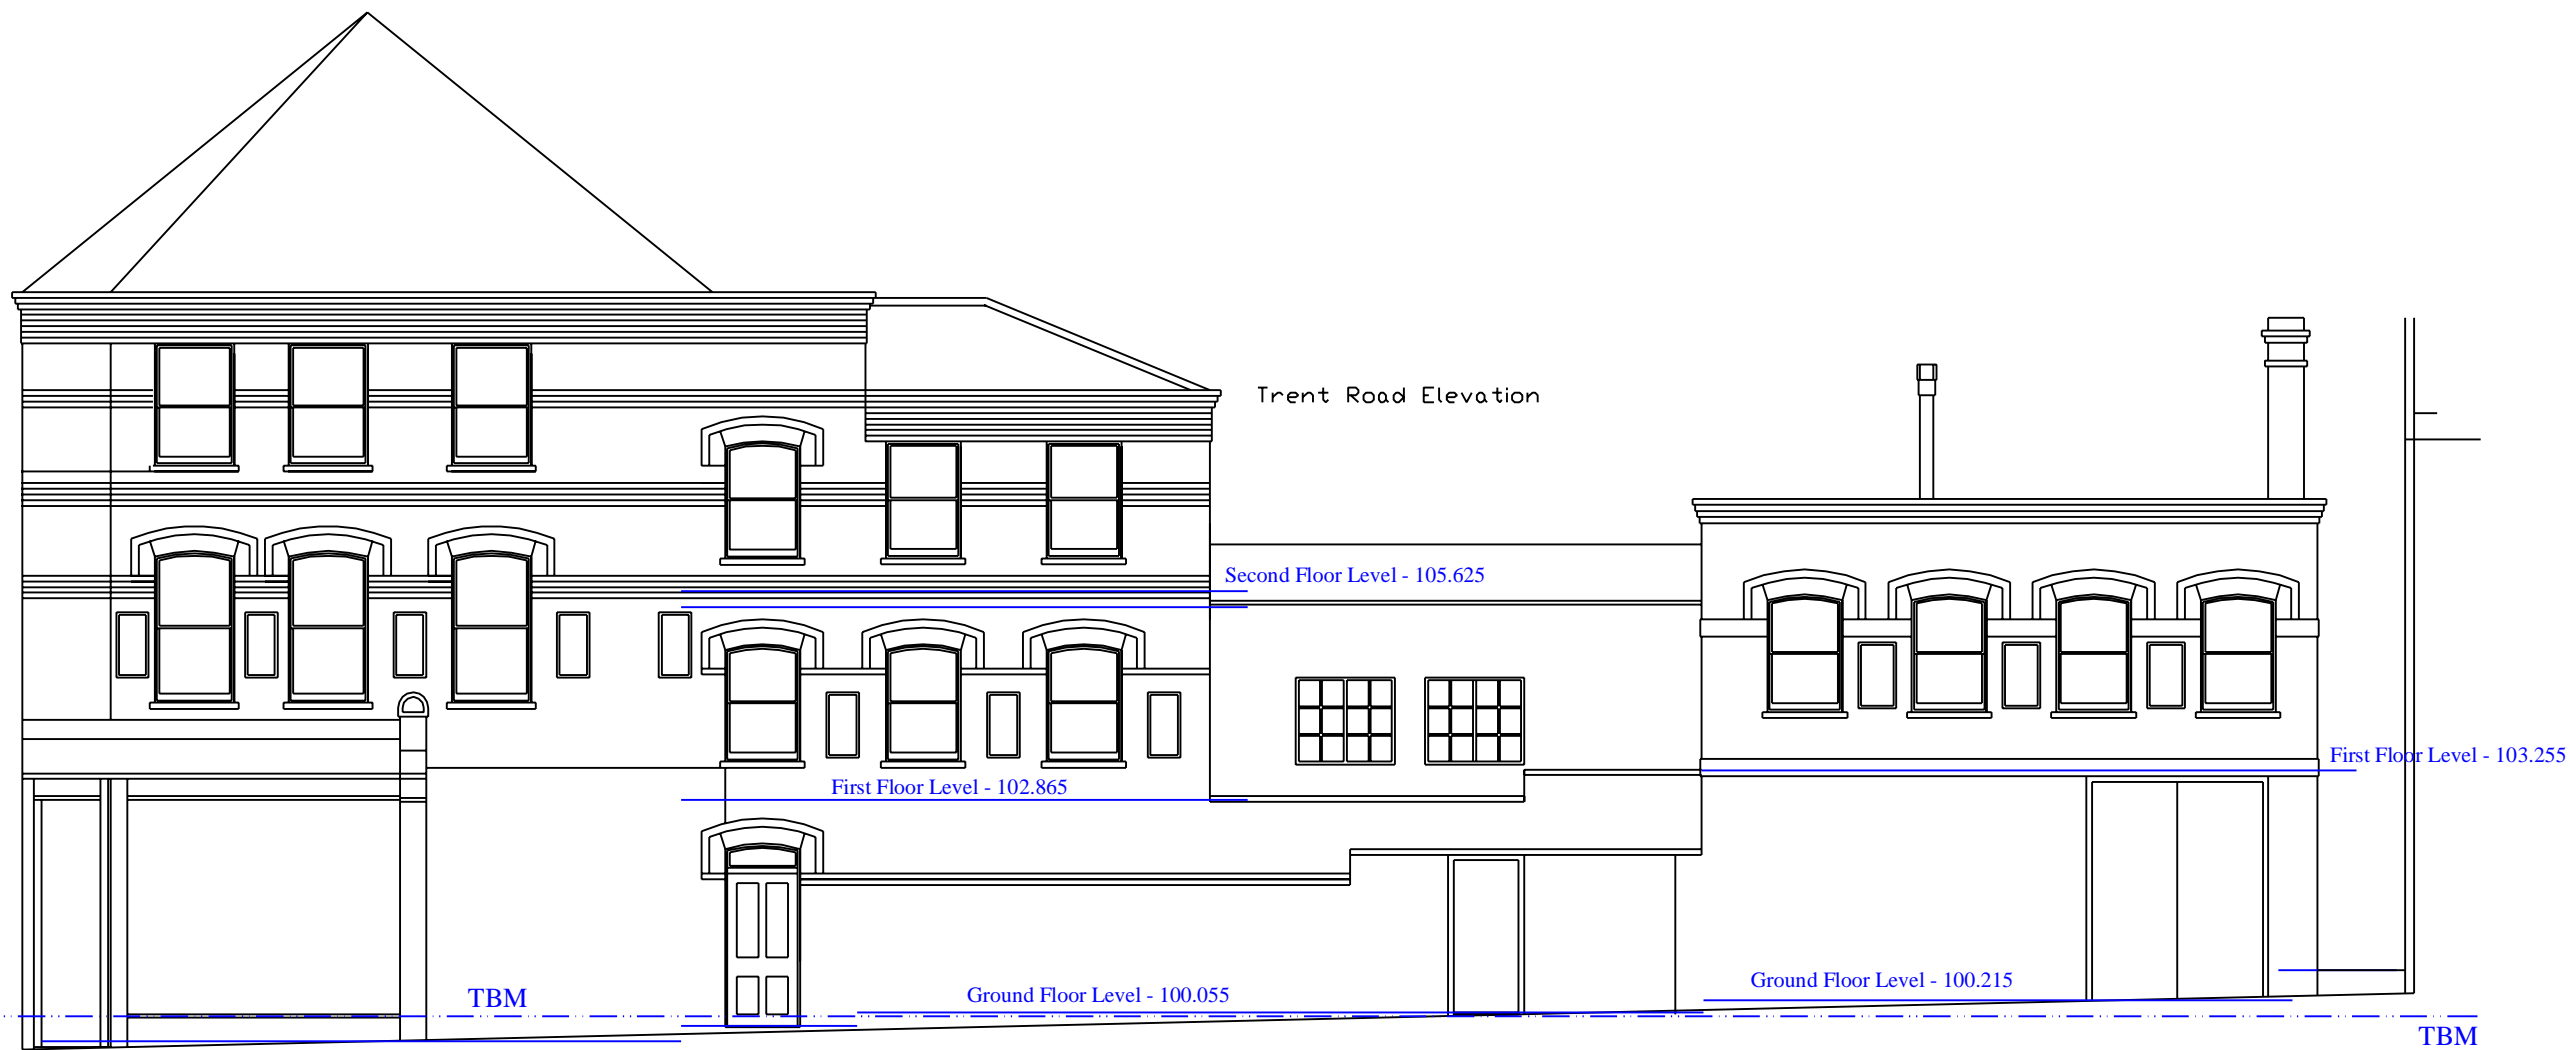 Trent Road Elevation
Second Floor Level - 105.625
First Floor Level - 103.255
First Floor Level - 102.865
Ground Floor Level - 100.215
Ground Floor Level - 100.055
TBM
TBM